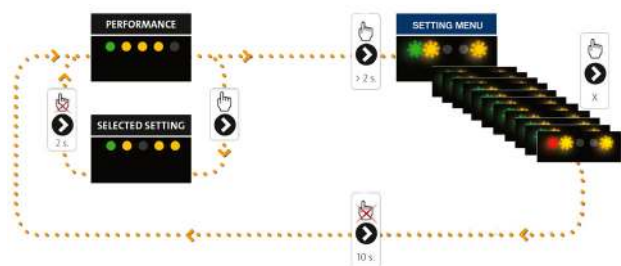 PERFORMANCE
SETTING MENU
> 2 s.
X
2 s.
SELECTED SETTING
10 s.